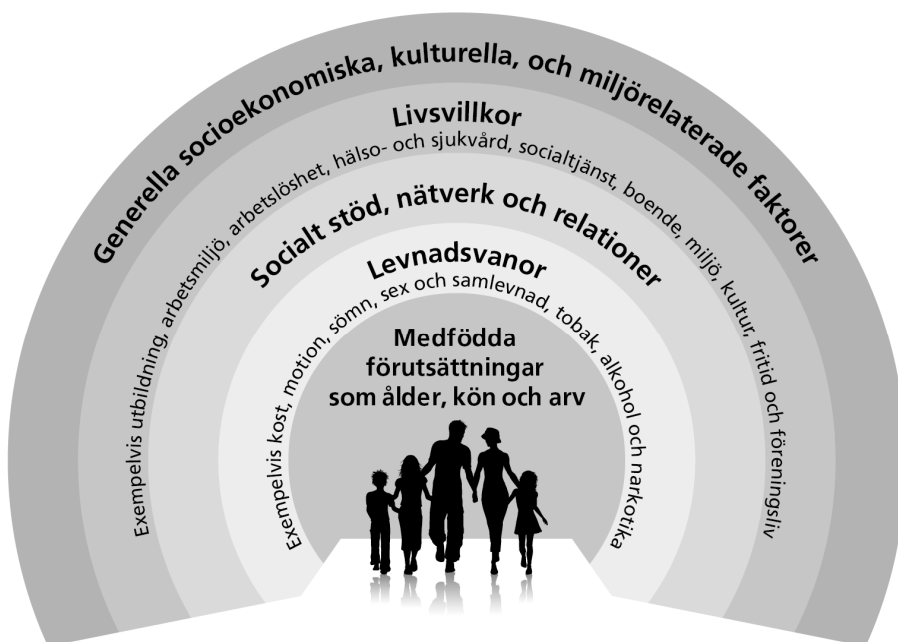 Generella socioekonomiska, kulturella, och miljörelaterade faktorer
Livsvillkor
Exempelvis utbildning, arbetsmiljö, arbetslöshet, hälso- och sjukvård, socialtjänst, boende, miljö, kultur, fritid och föreningsliv
Socialt stöd, nätverk och relationer
Levnadsvanor
Exempelvis kost, motion, sömn, sex och samlevnad, tobak, alkohol och narkotika
Medfödda
förutsättningar
som ålder, kön och arv